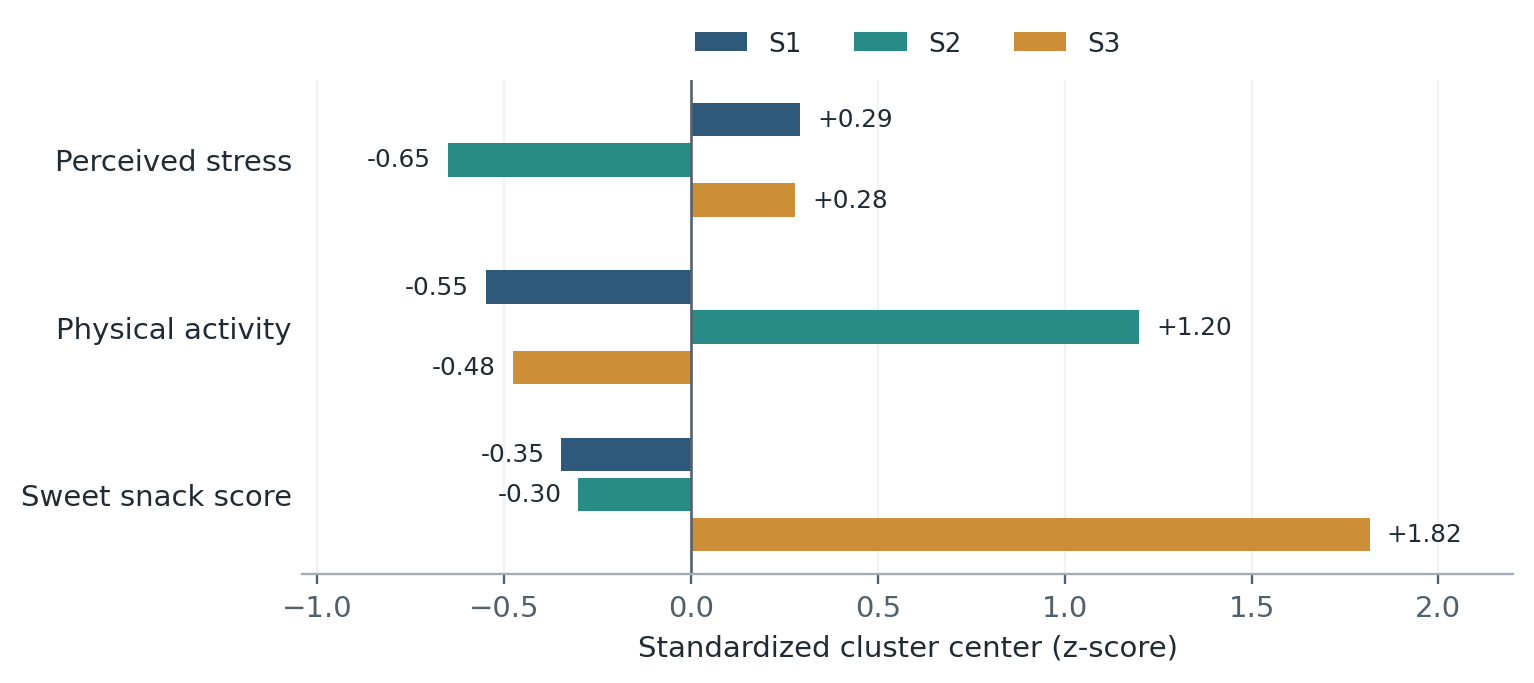 S1 S2 S3
+0.29
Perceived stress -0.65
+0.28
-0.55
Physical activity +1.20
-0.48
-0.35
Sweet snack score -0.30
+1.82
−1.0 −0.5 0.0 0.5 1.0 1.5 2.0
Standardized cluster center (z-score)